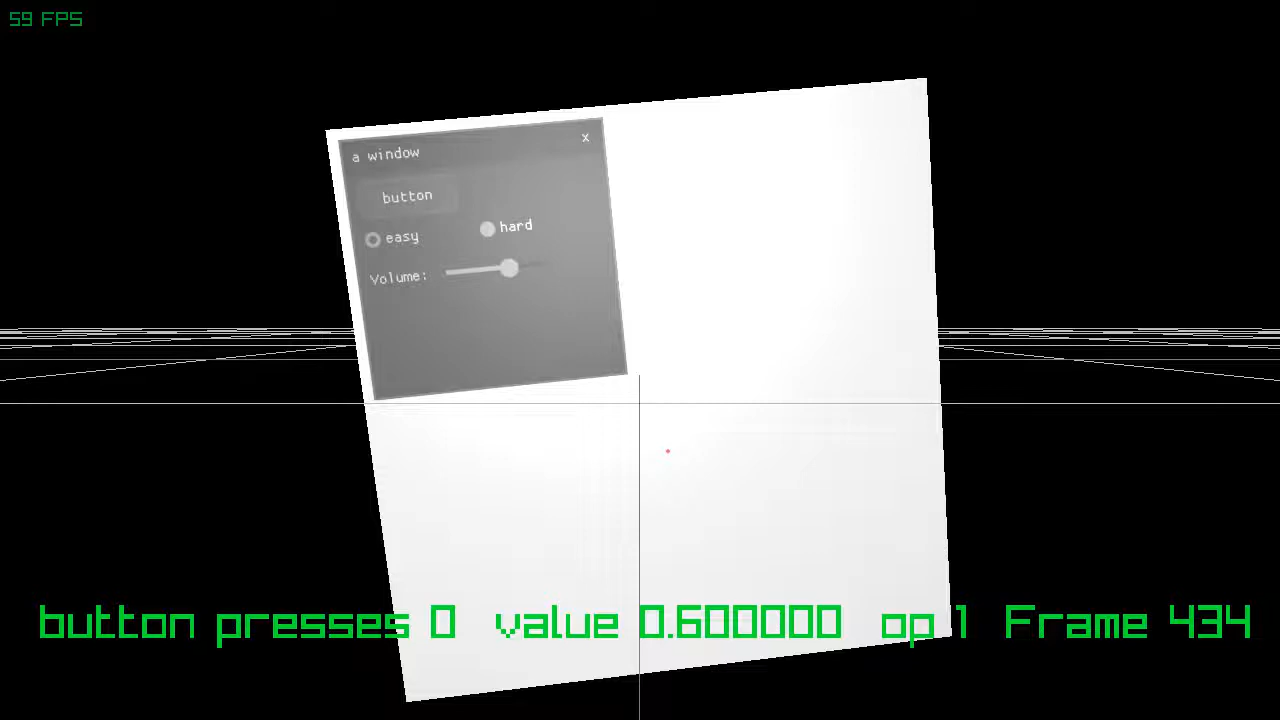 59 FPS
a window x
button
easy hard
Volume:
button presses 0 value 0.600000 op 1 Frame 434